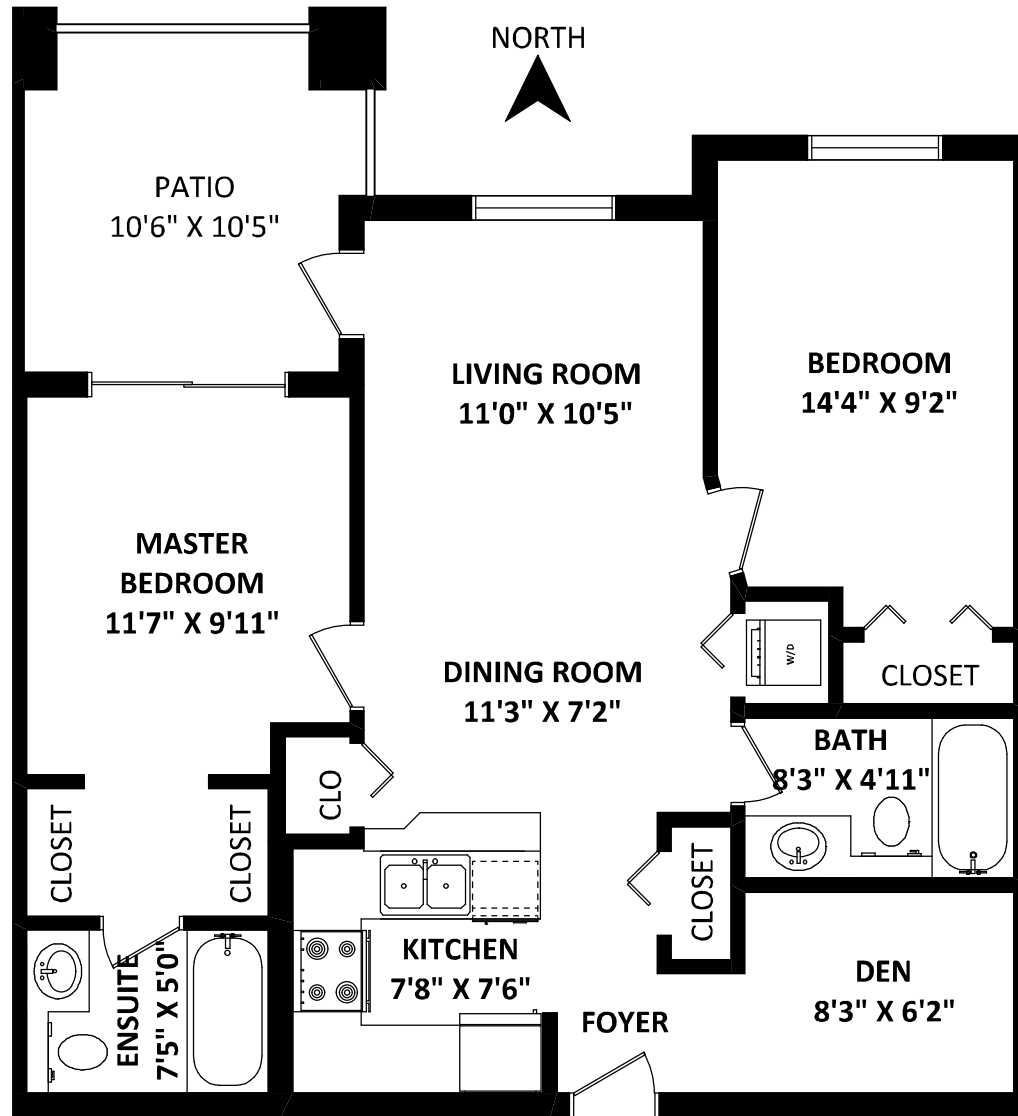 NORTH
PATIO
10'6" X 10'5"
LIVING ROOM
11'0" X 10'5"
BEDROOM
14'4" X 9'2"
MASTER
BEDROOM
11'7" X 9'11"
DINING ROOM
11'3" X 7'2"
W/D
CLOSET
BATH
8'3" X 4'11"
CLO
CLOSET
CLOSET
CLOSET
KITCHEN
7'8" X 7'6"
ENSUITE
7'5" X 5'0"
FOYER
DEN
8'3" X 6'2"